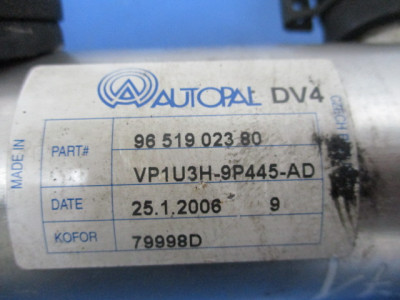 AUTOPAL DV4
MADE IN
CZECH
PART# 96 519 023 80
VP1U3H-9P445-AD
DATE 25.1.2006 9
KOFOR 79998D